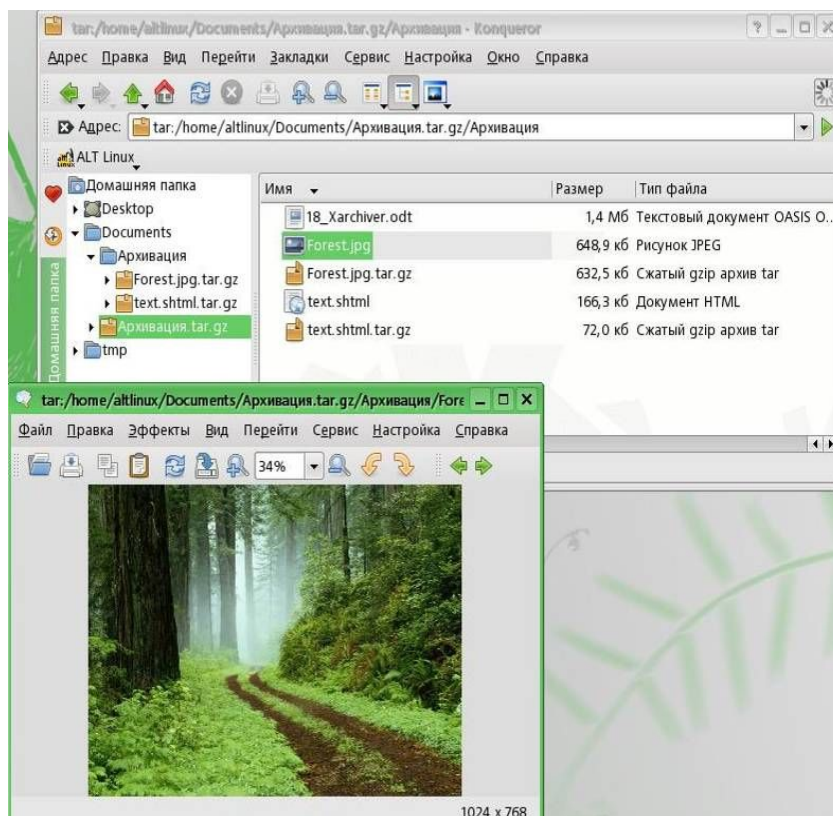 tar:/home/altlinux/Documents/Архивация.tar.gz/Архивация - Konqueror
Адрес Правка Вид Перейти Закладки Сервис Настройка Окно Справка
Адрес: tar:/home/altlinux/Documents/Архивация.tar.gz/Архивация
ALT Linux
Домашняя папка
Домашняя папка
Desktop
Documents
Архивация
Forest.jpg.tar.gz
text.shtml.tar.gz
Архивация.tar.gz
tmp
Имя Размер Тип файла
18_Xarchiver.odt 1,4 Мб Текстовый документ OASIS O..
Forest.jpg 648,9 кб Рисунок JPEG
Forest.jpg.tar.gz 632,5 кб Сжатый gzip архив tar
text.shtml 166,3 кб Документ HTML
text.shtml.tar.gz 72,0 кб Сжатый gzip архив tar
tar:/home/altlinux/Documents/Архивация.tar.gz/Архивация/Fore
Файл Правка Эффекты Вид Перейти Сервис Настройка Справка
34%
1024 x 768